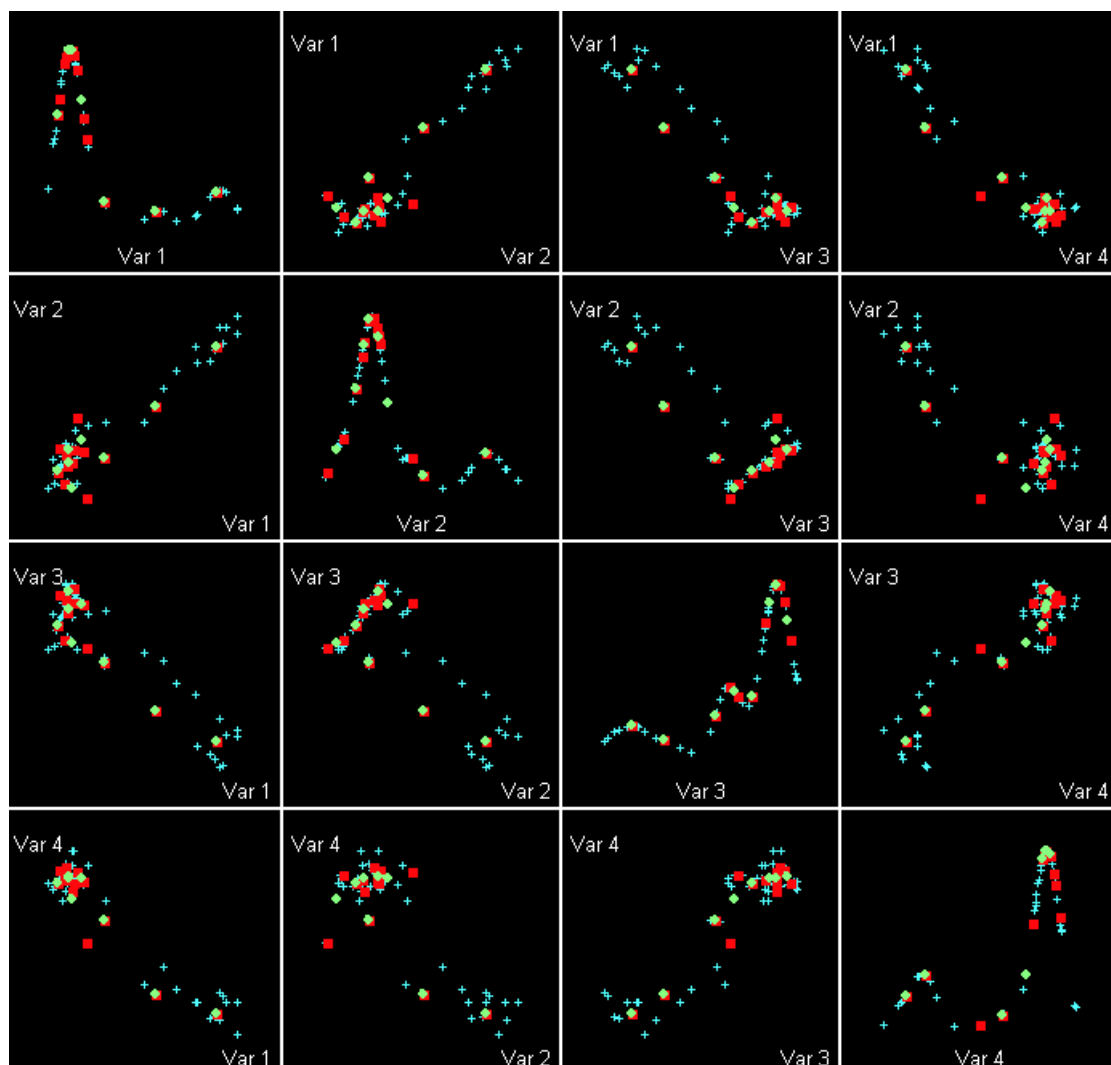 Var 1
Var 1 Var 2
Var 1 Var 3
Var 1 Var 4
Var 2 Var 1
Var 2
Var 2 Var 3
Var 2 Var 4
Var 3 Var 1
Var 3 Var 2
Var 3
Var 3 Var 4
Var 4 Var 1
Var 4 Var 2
Var 4 Var 3
Var 4